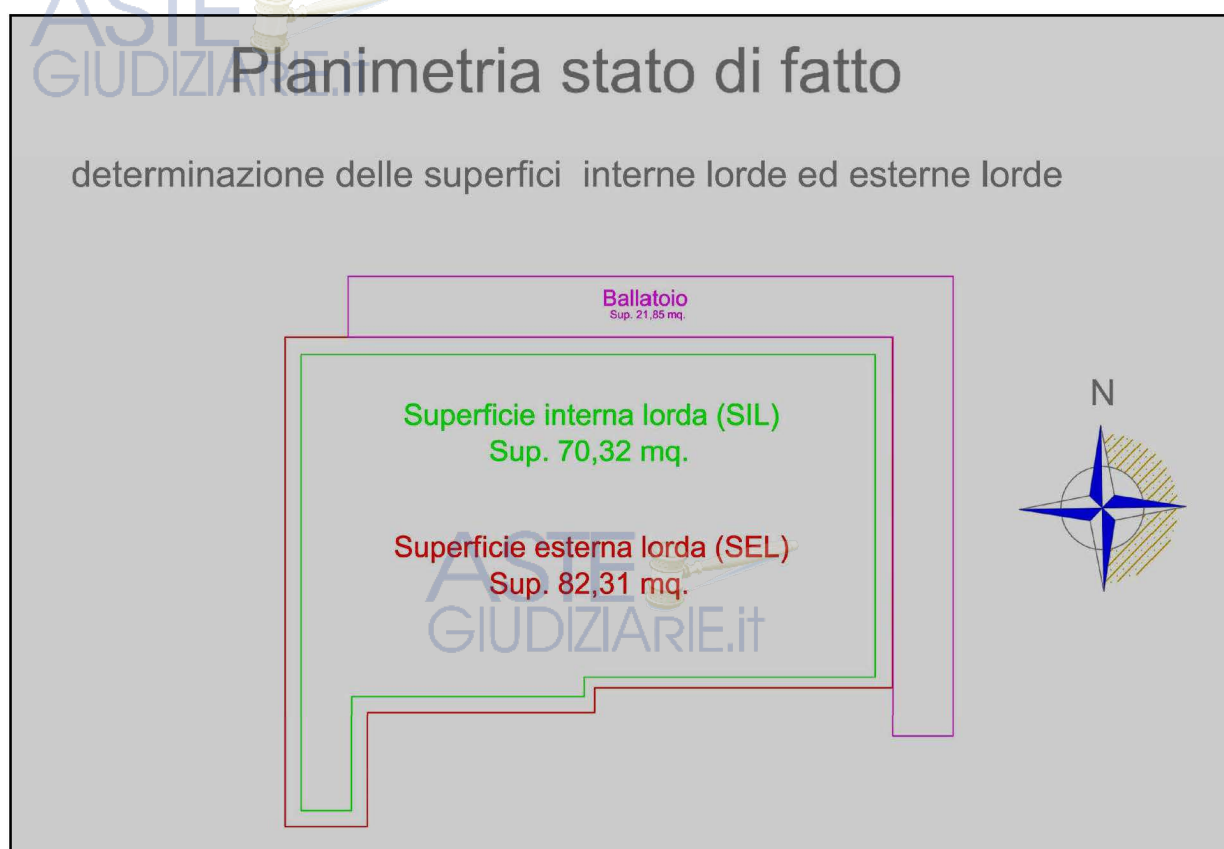 ASTE
GIUDIZIARIE.it
Planimetria stato di fatto
determinazione delle superfici interne lorde ed esterne lorde
Ballatoio
Sup. 21,85 mq.
Superficie interna lorda (SIL)
Sup. 70,32 mq.
N
Superficie esterna lorda (SEL)
Sup. 82,31 mq.
ASTE
GIUDIZIARIE.it